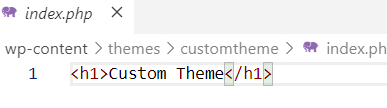 index.php
wp-content > themes > customtheme > index.ph
1 <h1>Custom Theme</h1>